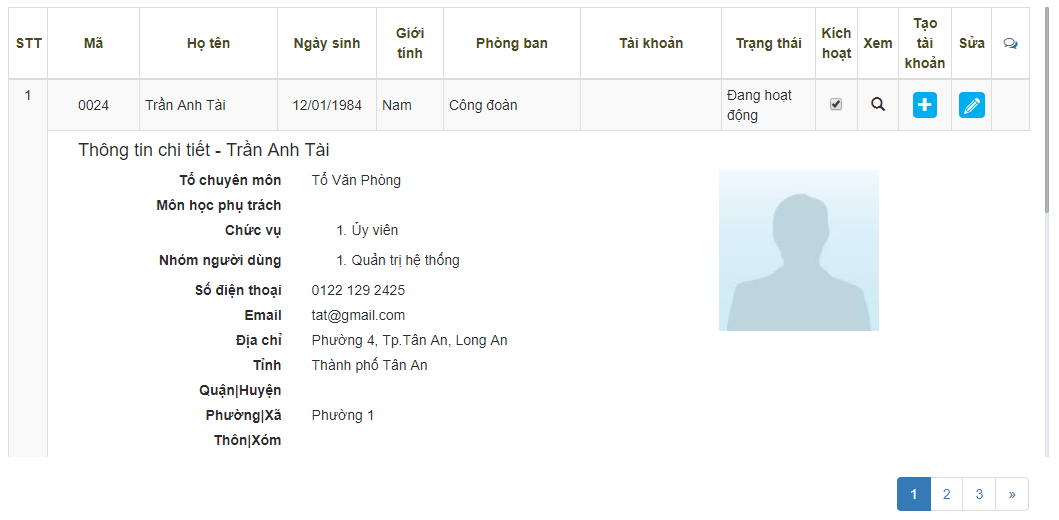 STT Mã Họ tên Ngày sinh Giới tính Phòng ban Tài khoản Trạng thái Kích hoạt Xem Tạo tài khoản Sửa
1 0024 Trần Anh Tài 12/01/1984 Nam Công đoàn Đang hoạt động
Thông tin chi tiết - Trần Anh Tài
Tổ chuyên môn Tổ Văn Phòng
Môn học phụ trách
Chức vụ 1. Ủy viên
Nhóm người dùng 1. Quản trị hệ thống
Số điện thoại 0122 129 2425
Email tat@gmail.com
Địa chỉ Phường 4, Tp.Tân An, Long An
Tỉnh Thành phố Tân An
Quận|Huyện
Phường|Xã Phường 1
Thôn|Xóm
1 2 3 »